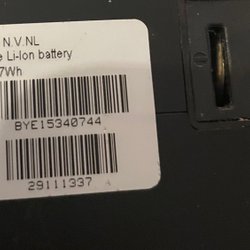 N.V.NL
Li-Ion battery
7Wh
BYE15340744
29111337 A